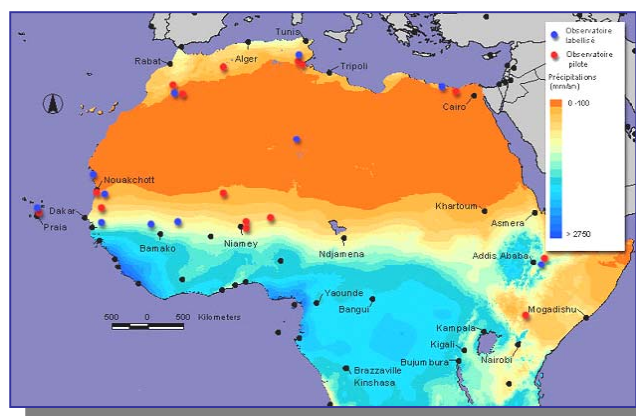 Tunis
Alger
Rabat
Tripoli
Cairo
Observatoire
labellisé
Observatoire
pilote
Précipitations
(mm/an)
0 -100
> 2750
Nouakchott
Dakar
Praia
Bamako
Niamey
Ndjamena
Khartoum
Asmera
Addis Ababa
Yaounde
Bangui
Mogadishu
Kampala
Kigali
Nairobi
Bujumbura
Brazzaville
Kinshasa
500 0 500 Kilometers